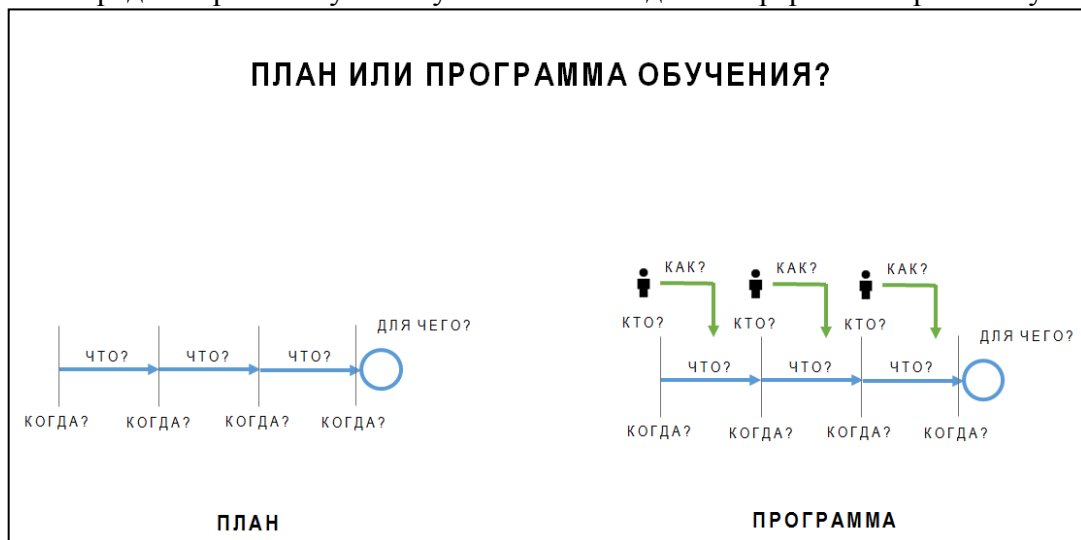 ПЛАН ИЛИ ПРОГРАММА ОБУЧЕНИЯ?
ДЛЯ ЧЕГО?
ЧТО? ЧТО? ЧТО?
КОГДА? КОГДА? КОГДА? КОГДА?
ПЛАН
КАК? КАК? КАК?
КТО? КТО? КТО?
ДЛЯ ЧЕГО?
ЧТО? ЧТО? ЧТО?
КОГДА? КОГДА? КОГДА? КОГДА?
ПРОГРАММА